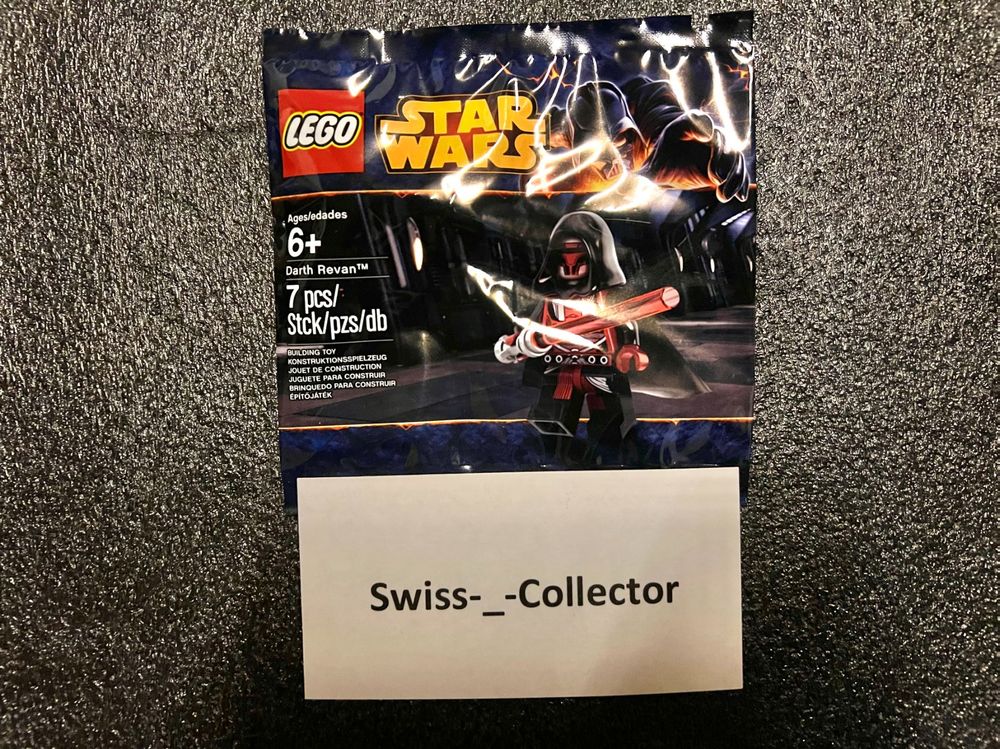 LEGO
STAR
WARS
Ages/edades
6+
Darth Revan™
7 pcs/
Stck/pzs/db
BUILDING TOY
KONSTRUKTIONSSPIELZEUG
JOUET DE CONSTRUCTION
JUGUETE PARA CONSTRUIR
BRINQUEDO PARA CONSTRUIR
ÉPÍTŐJÁTÉK
Swiss-_-Collector